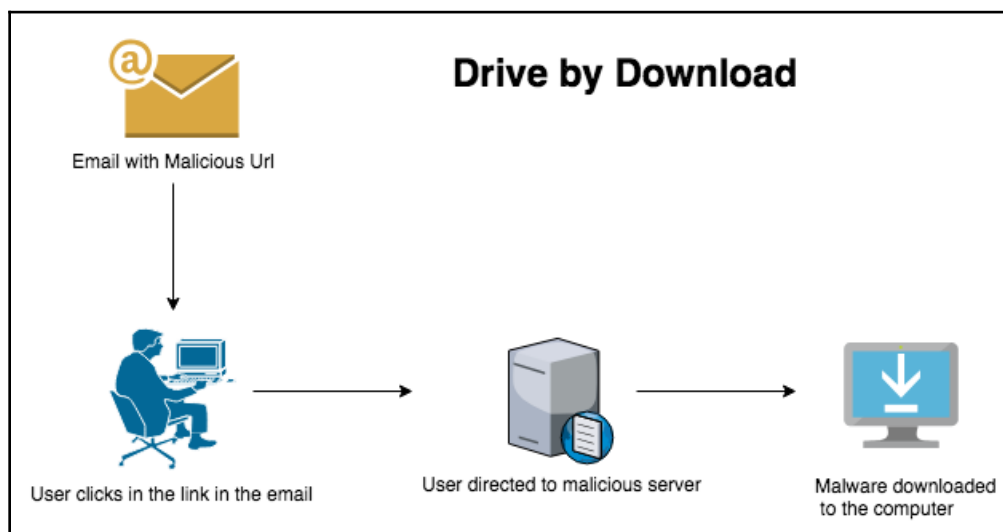 Drive by Download
@
Email with Malicious Url
User clicks in the link in the email
User directed to malicious server
Malware downloaded
to the computer